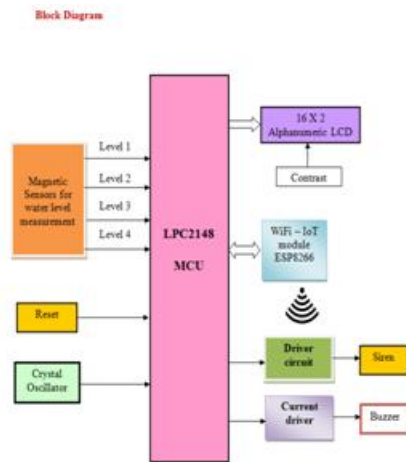 Block Diagram
Magnetic
Sensors for
water level
measurement
Level 1
Level 2
Level 3
Level 4
Reset
Crystal
Oscillator
LPC2148
MCU
16 X 2
Alphanumeric LCD
Contrast
WiFi – IoT
module
ESP8266
Driver
circuit
Siren
Current
driver
Buzzer